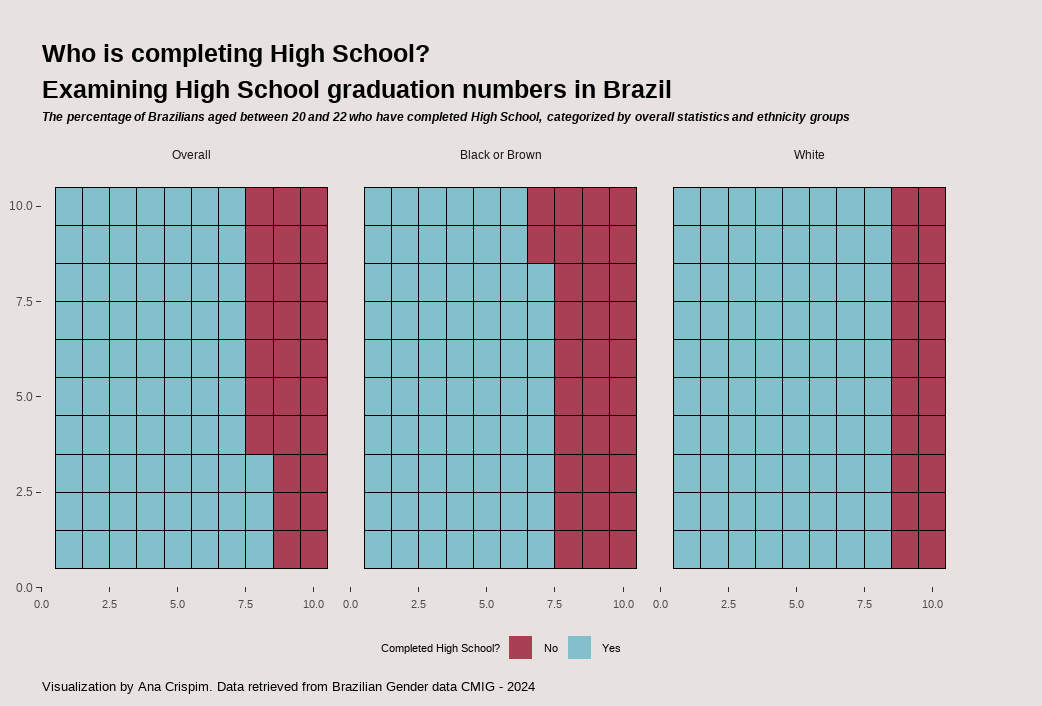 Who is completing High School?
Examining High School graduation numbers in Brazil
The percentage of Brazilians aged between 20 and 22 who have completed High School, categorized by overall statistics and ethnicity groups
Overall
Black or Brown
White
10.0
7.5
5.0
2.5
0.0
0.0 2.5 5.0 7.5 10.0
0.0 2.5 5.0 7.5 10.0
0.0 2.5 5.0 7.5 10.0
Completed High School? No Yes
Visualization by Ana Crispim. Data retrieved from Brazilian Gender data CMIG - 2024